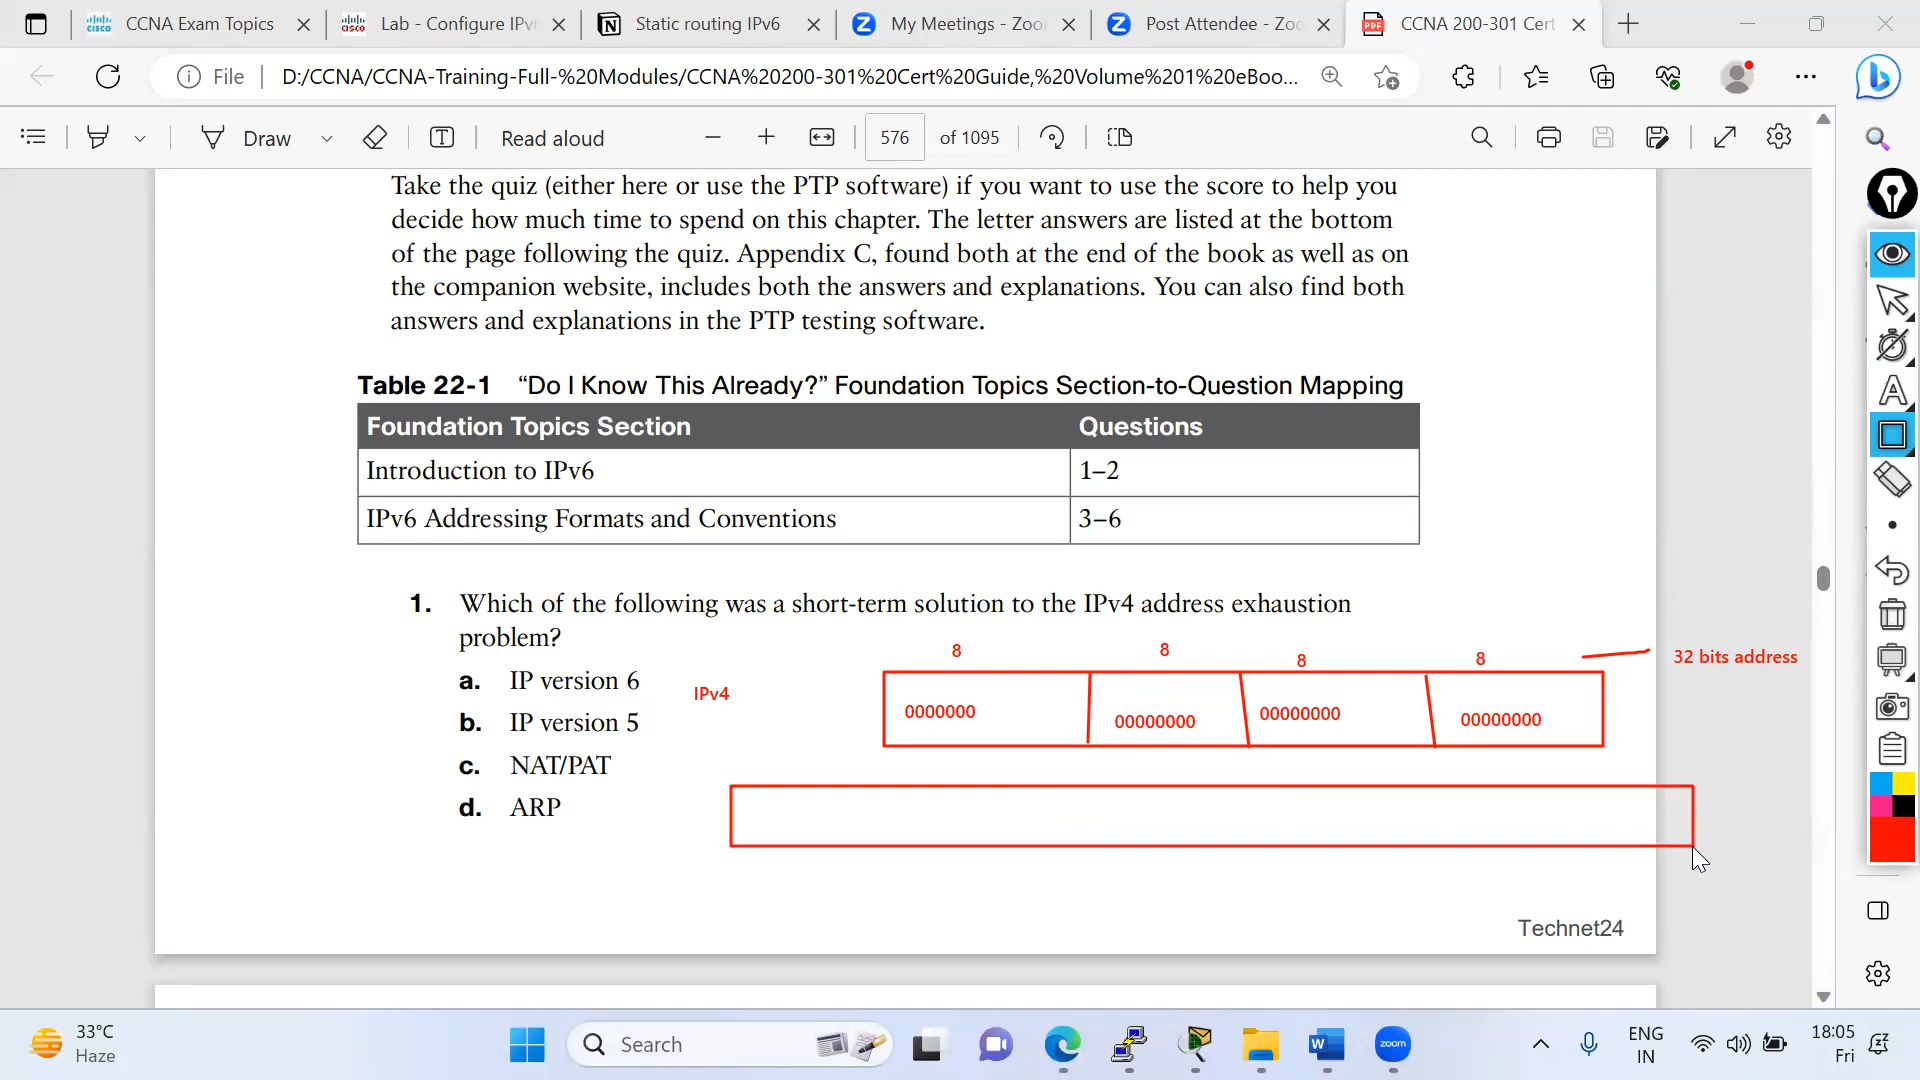 CCNA Exam Topics
Lab - Configure IPv
Static routing IPv6
My Meetings - Zoo
Post Attendee - Zo
CCNA 200-301 Cert
File
D:/CCNA/CCNA-Training-Full-%20Modules/CCNA%20200-301%20Cert%20Guide,%20Volume%201%20eBoo...
Draw
Read aloud
576
of 1095
Take the quiz (either here or use the PTP software) if you want to use the score to help you
decide how much time to spend on this chapter. The letter answers are listed at the bottom
of the page following the quiz. Appendix C, found both at the end of the book as well as on
the companion website, includes both the answers and explanations. You can also find both
answers and explanations in the PTP testing software.
Table 22-1 “Do I Know This Already?” Foundation Topics Section-to-Question Mapping
Foundation Topics Section Questions
Introduction to IPv6 1–2
IPv6 Addressing Formats and Conventions 3–6
1. Which of the following was a short-term solution to the IPv4 address exhaustion
problem?
8 8 8 8
32 bits address
a. IP version 6
IPv4
0000000 00000000 00000000 00000000
b. IP version 5
c. NAT/PAT
d. ARP
Technet24
33°C
Haze
Search
zoom
ENG
IN
18:05
Fri